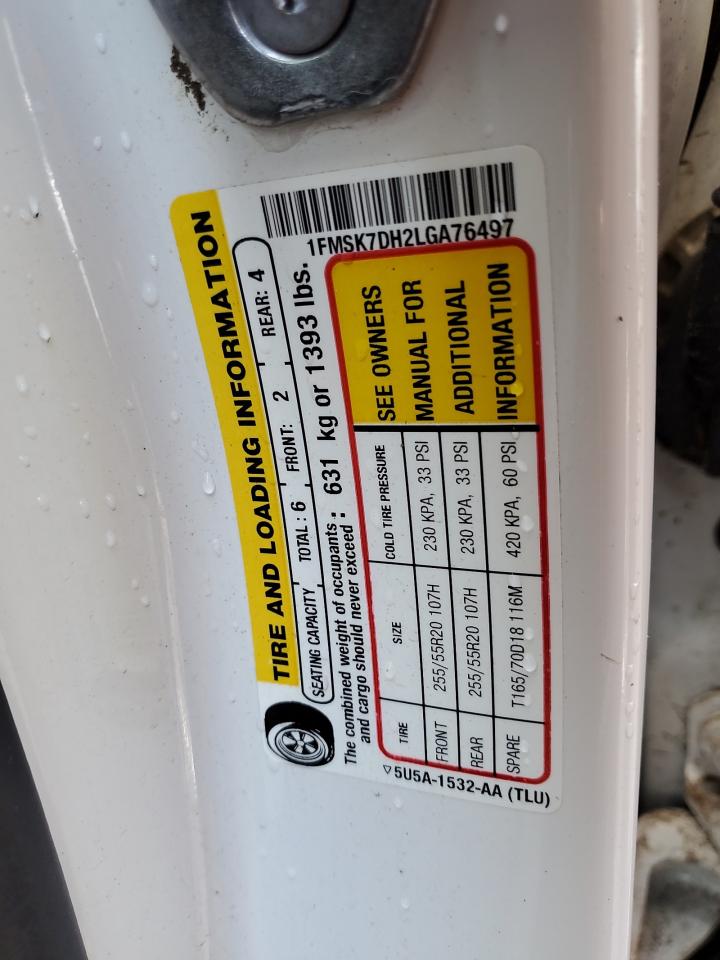 1FMSK7DH2LGA76497
TIRE AND LOADING INFORMATION
SEATING CAPACITY TOTAL: 6 FRONT: 2 REAR: 4
The combined weight of occupants
and cargo should never exceed : 631 kg or 1393 lbs.
TIRE SIZE COLD TIRE PRESSURE
FRONT 255/55R20 107H 230 KPA, 33 PSI
REAR 255/55R20 107H 230 KPA, 33 PSI
SPARE T165/70D18 116M 420 KPA, 60 PSI
SEE OWNERS
MANUAL FOR
ADDITIONAL
INFORMATION
5U5A-1532-AA (TLU)